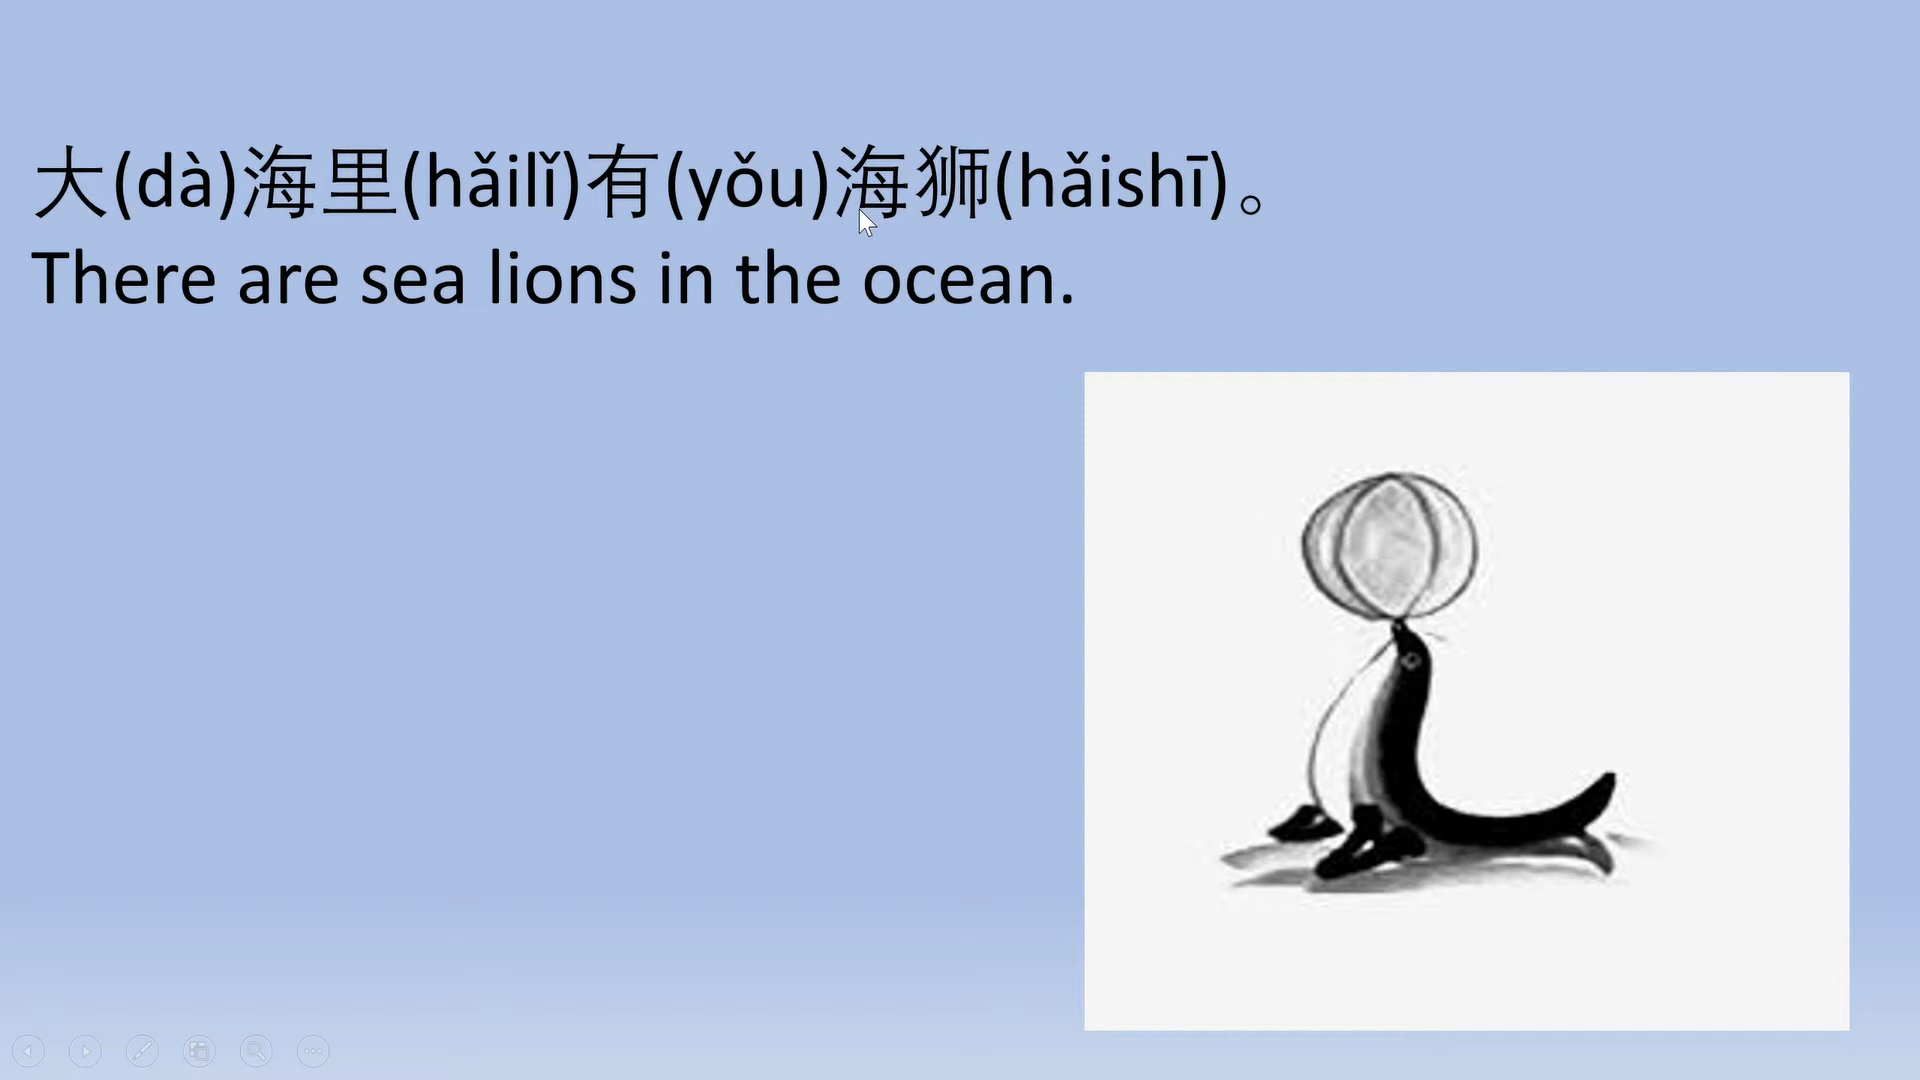 大(dà)海里(hǎilǐ)有(yǒu)海狮(hǎishī)。
There are sea lions in the ocean.